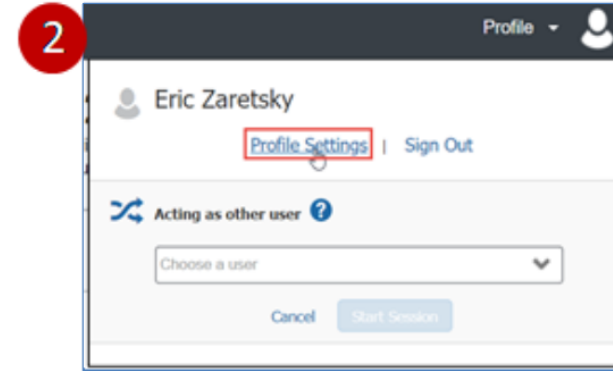 2
Profile
Eric Zaretsky
Profile Settings | Sign Out
Acting as other user ?
Choose a user
Cancel Start Session